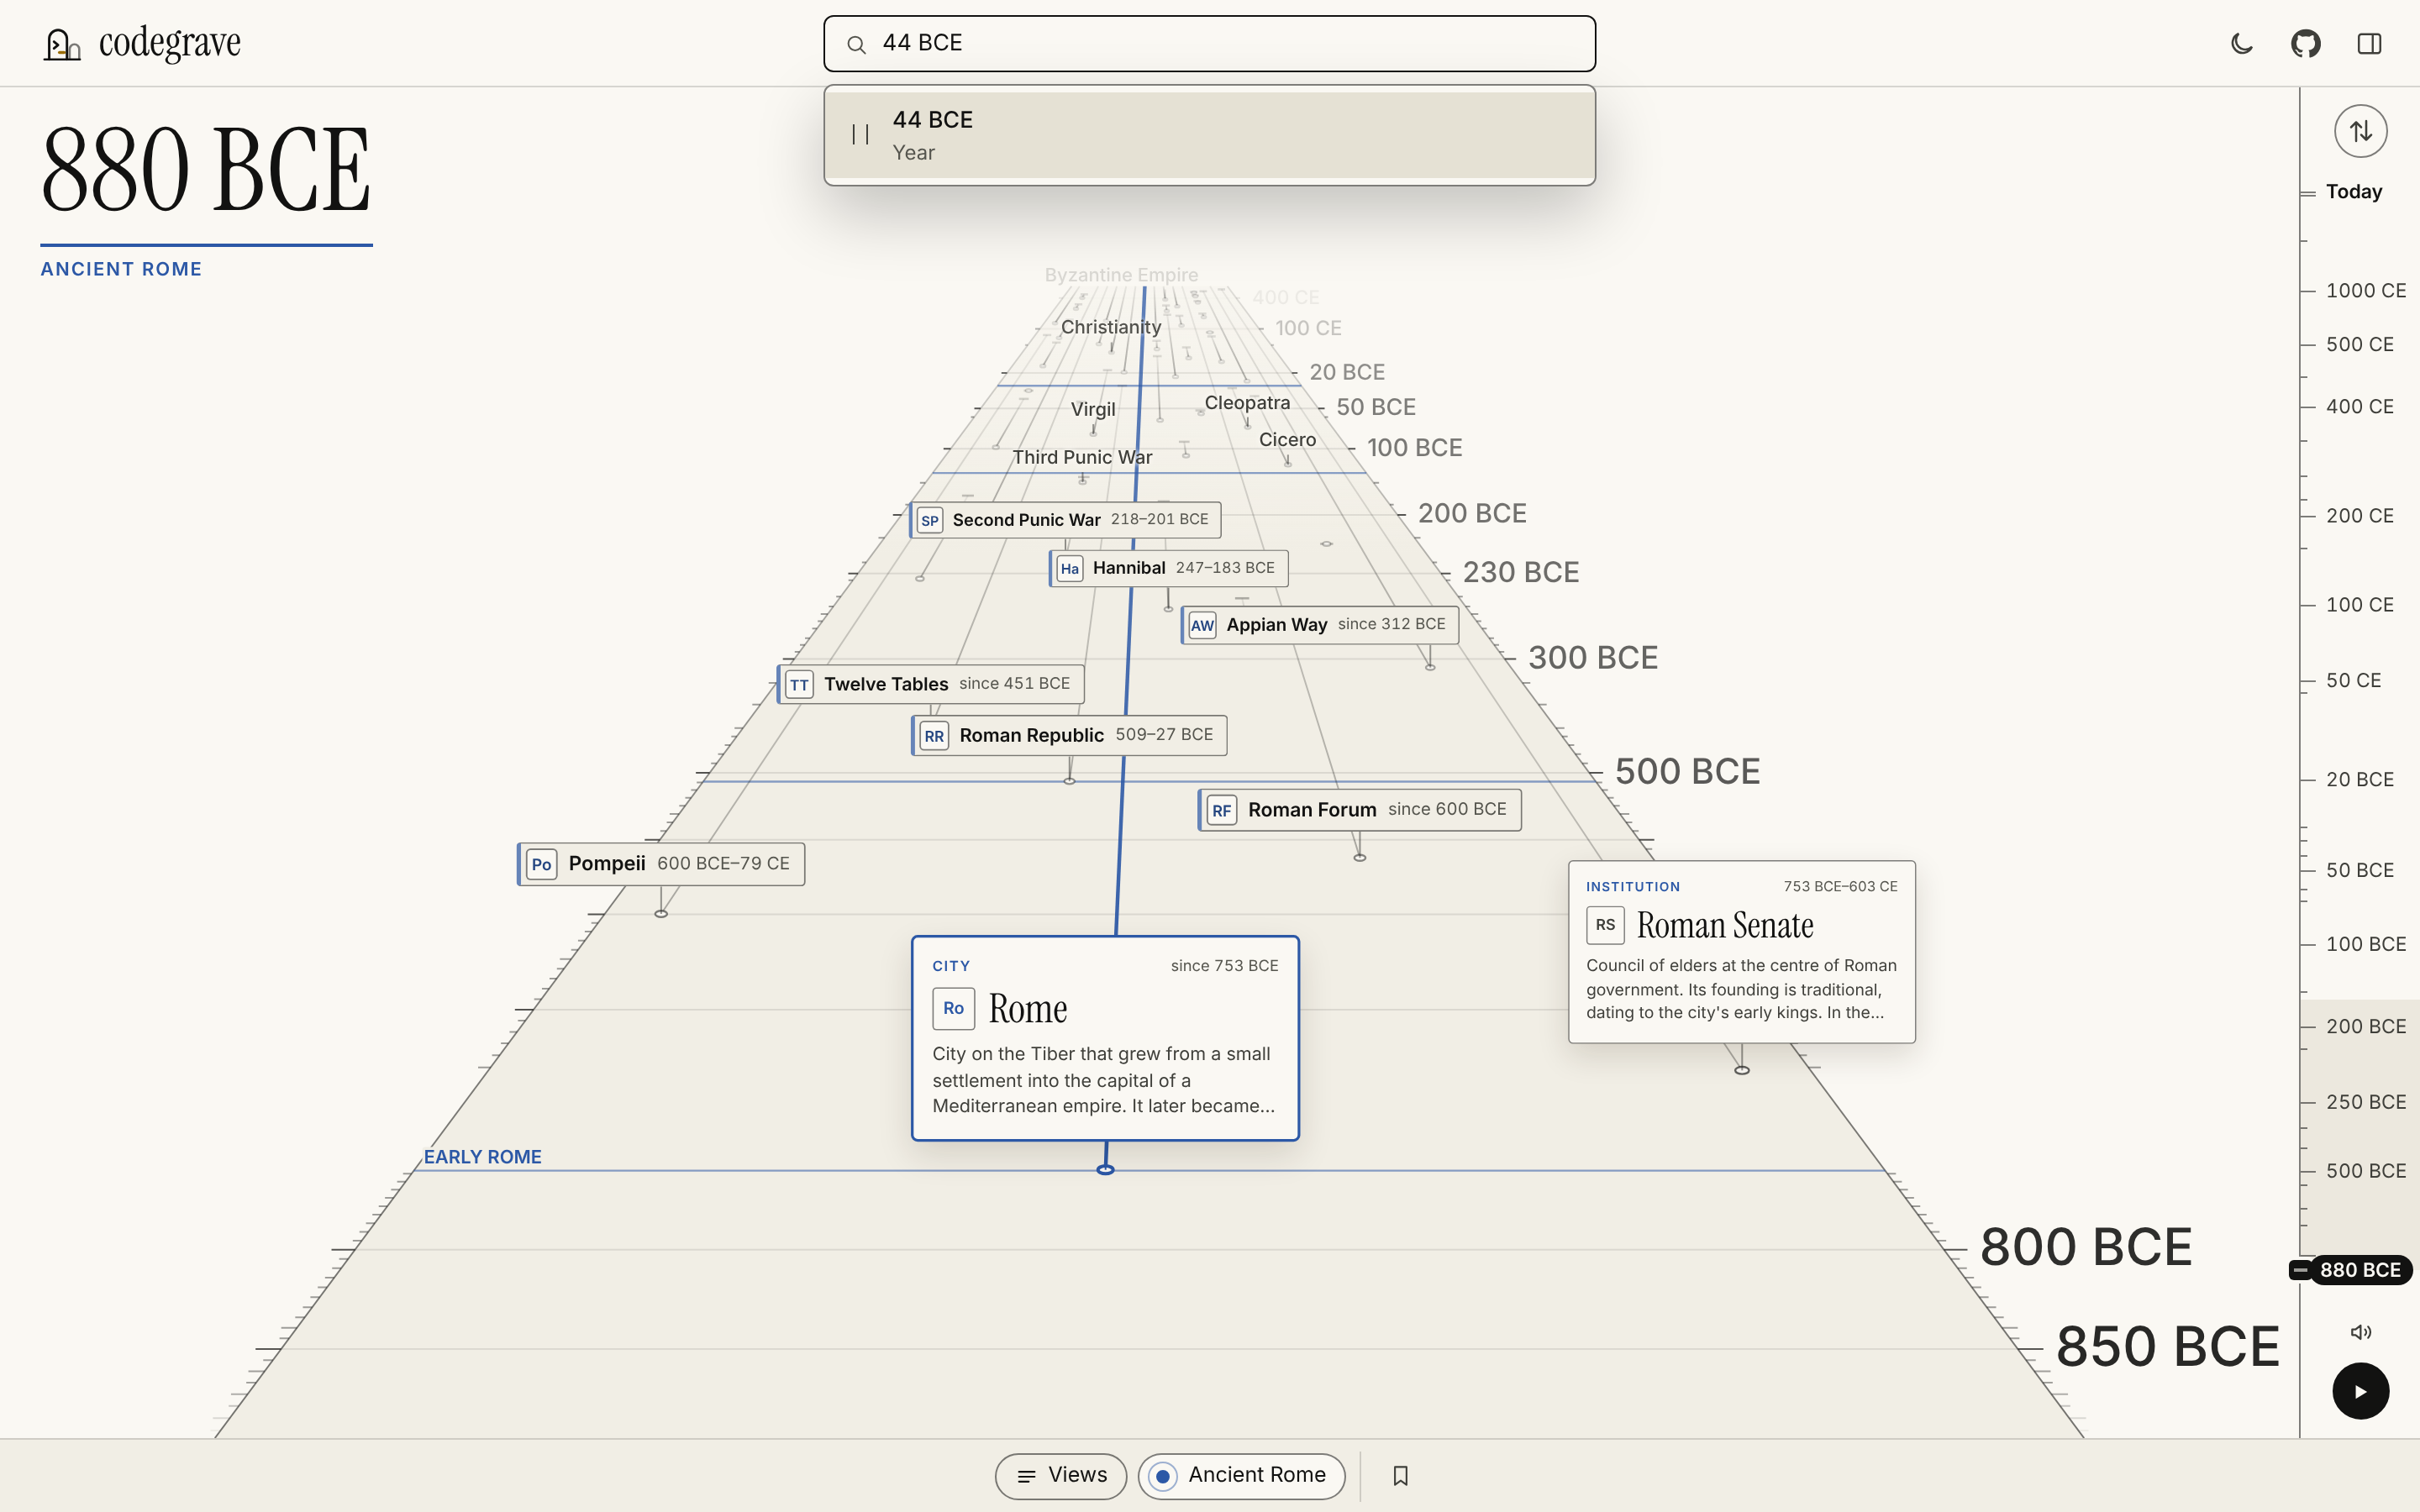 codegrave
44 BCE
44 BCE
Year
880 BCE
ANCIENT ROME
Today
1000 CE
500 CE
400 CE
200 CE
100 CE
50 CE
20 BCE
50 BCE
100 BCE
200 BCE
250 BCE
500 BCE
880 BCE
Byzantine Empire
400 CE
Christianity
100 CE
20 BCE
Virgil
Cleopatra
50 BCE
Cicero
100 BCE
Third Punic War
SP Second Punic War 218–201 BCE
200 BCE
Ha Hannibal 247–183 BCE
230 BCE
AW Appian Way since 312 BCE
300 BCE
TT Twelve Tables since 451 BCE
RR Roman Republic 509–27 BCE
500 BCE
RF Roman Forum since 600 BCE
Po Pompeii 600 BCE–79 CE
INSTITUTION 753 BCE–603 CE
RS Roman Senate
Council of elders at the centre of Roman
government. Its founding is traditional,
dating to the city's early kings. In the...
CITY since 753 BCE
Ro Rome
City on the Tiber that grew from a small
settlement into the capital of a
Mediterranean empire. It later became...
EARLY ROME
800 BCE
850 BCE
Views
Ancient Rome